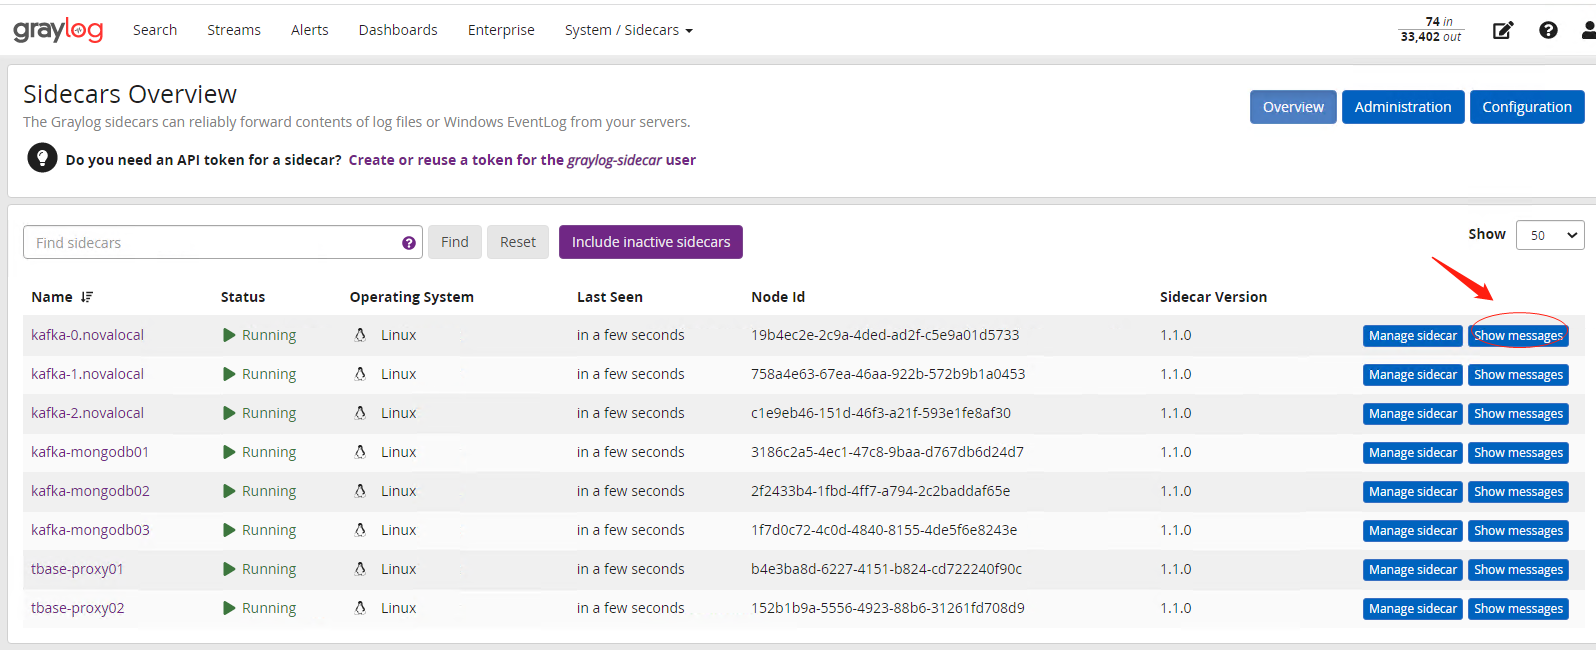 graylog Search Streams Alerts Dashboards Enterprise System / Sidecars 74 in
33,402 out
Sidecars Overview
Overview Administration Configuration
The Graylog sidecars can reliably forward contents of log files or Windows EventLog from your servers.
Do you need an API token for a sidecar? Create or reuse a token for the graylog-sidecar user
Find sidecars ? Find Reset Include inactive sidecars Show 50
Name Status Operating System Last Seen Node Id Sidecar Version
kafka-0.novalocal Running Linux in a few seconds 19b4ec2e-2c9a-4ded-ad2f-c5e9a01d5733 1.1.0 Manage sidecar Show messages
kafka-1.novalocal Running Linux in a few seconds 758a4e63-67ea-46aa-922b-572b9b1a0453 1.1.0 Manage sidecar Show messages
kafka-2.novalocal Running Linux in a few seconds c1e9eb46-151d-46f3-a21f-593e1fe8af30 1.1.0 Manage sidecar Show messages
kafka-mongodb01 Running Linux in a few seconds 3186c2a5-4ec1-47c8-9baa-d767db6d24d7 1.1.0 Manage sidecar Show messages
kafka-mongodb02 Running Linux in a few seconds 2f2433b4-1fbd-4ff7-a794-2c2baddaf65e 1.1.0 Manage sidecar Show messages
kafka-mongodb03 Running Linux in a few seconds 1f7d0c72-4c0d-4840-8155-4de5f6e8243e 1.1.0 Manage sidecar Show messages
tbase-proxy01 Running Linux in a few seconds b4e3ba8d-6227-4151-b824-cd722240f90c 1.1.0 Manage sidecar Show messages
tbase-proxy02 Running Linux in a few seconds 152b1b9a-5556-4923-88b6-31261fd708d9 1.1.0 Manage sidecar Show messages